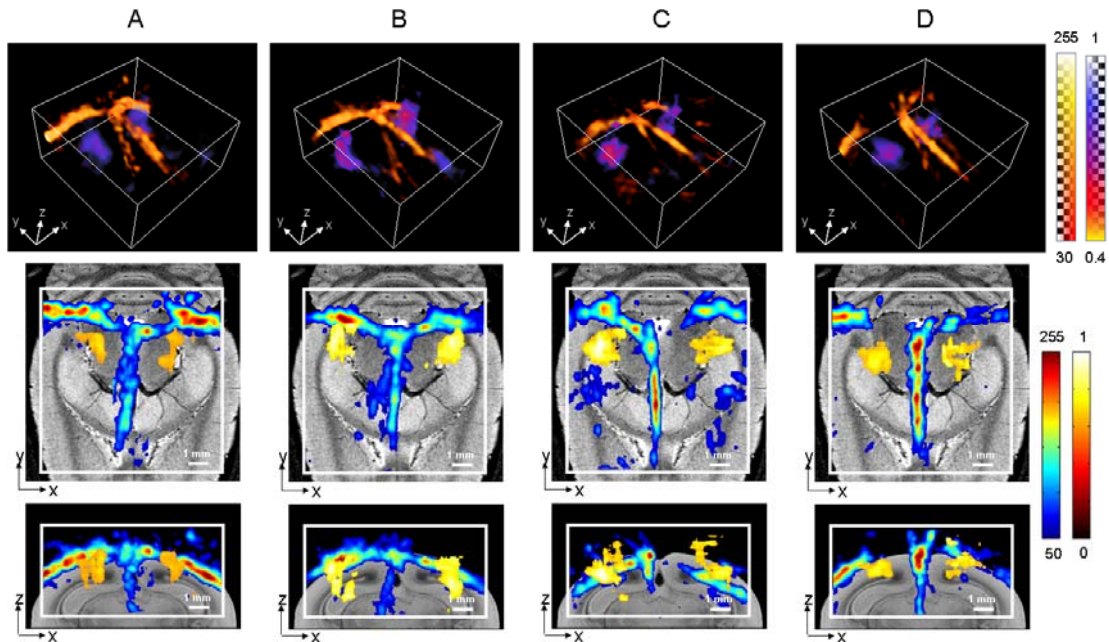 A B C D
255 1
y z x y z x y z x y z x
30 0.4
1 mm 1 mm 1 mm 1 mm
y x y x y x y x
255 1
50 0
1 mm 1 mm 1 mm 1 mm
z x z x z x z x